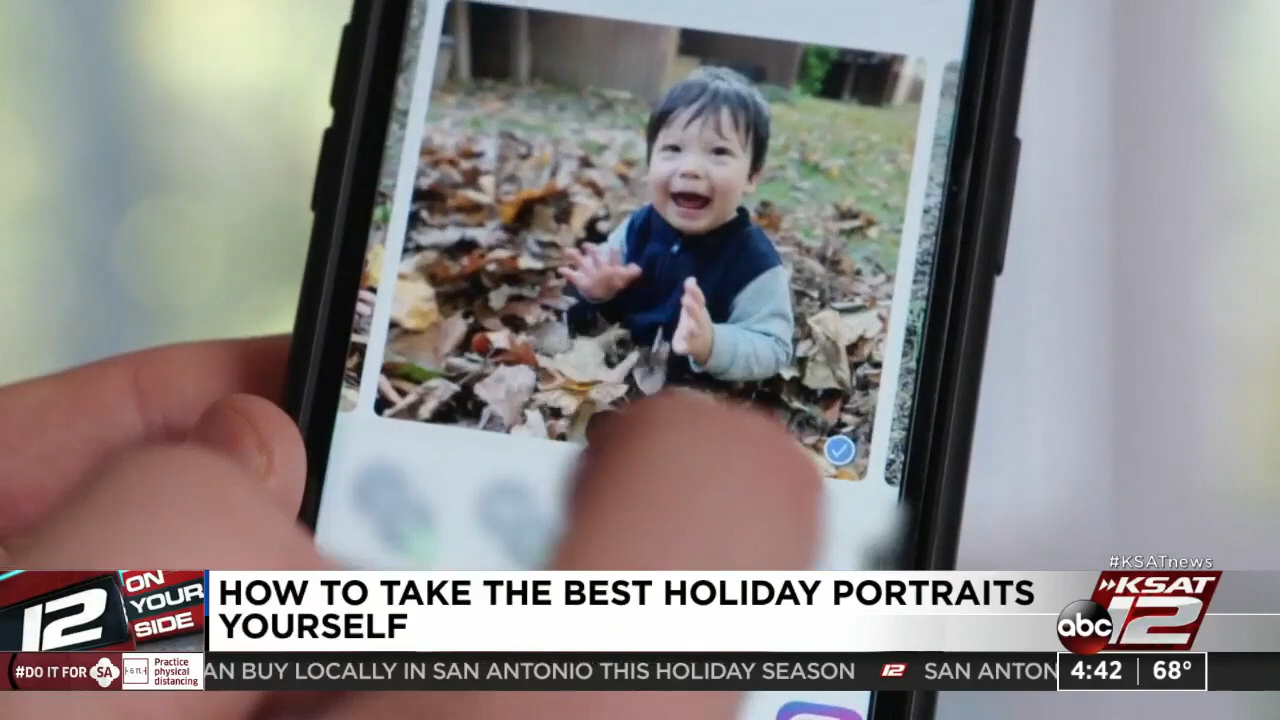 #KSATnews
12
ON
YOUR
SIDE
HOW TO TAKE THE BEST HOLIDAY PORTRAITS
YOURSELF
KSAT
abc 12
#DO IT FOR SA
6 FT.
Practice
physical
distancing
AN BUY LOCALLY IN SAN ANTONIO THIS HOLIDAY SEASON 12 SAN ANTON
4:42 68°